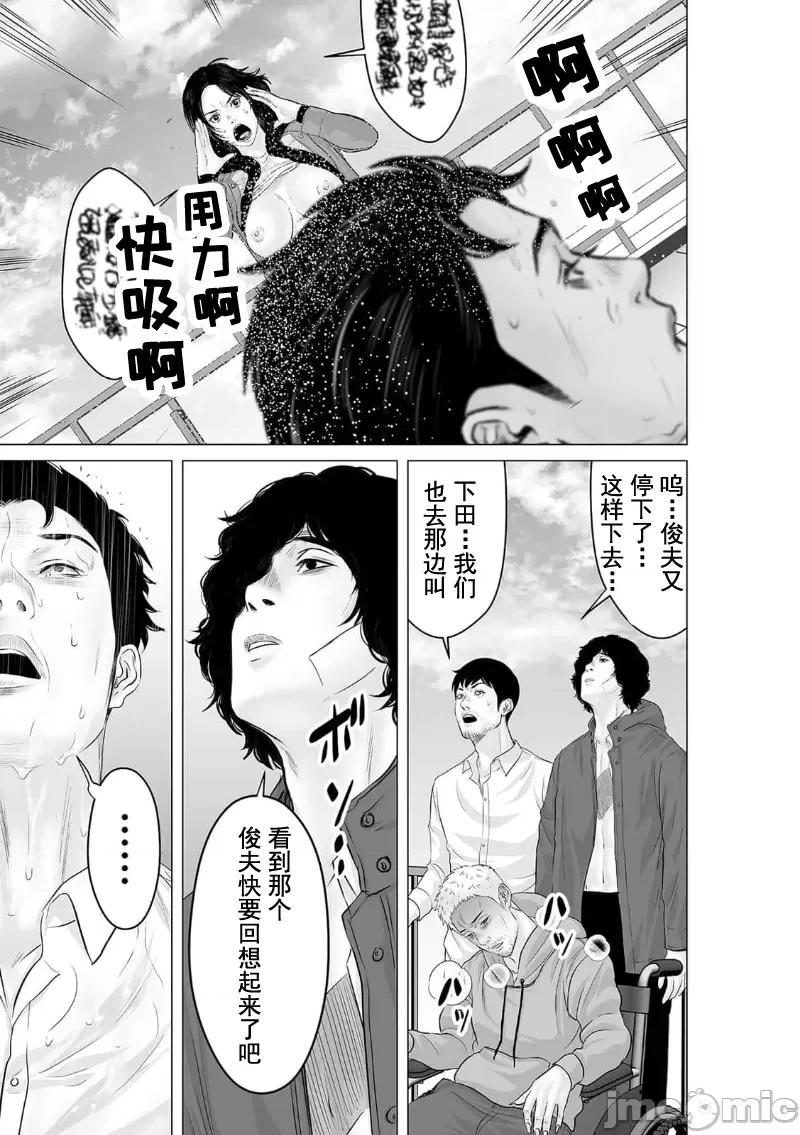 啊啊啊
用力啊
快吸啊
呜…俊夫又
停下了…
这样下去…
下田…我们
也去那边叫
ボソッ
看到那个
俊夫快要回想起来了吧
………
jmcomic